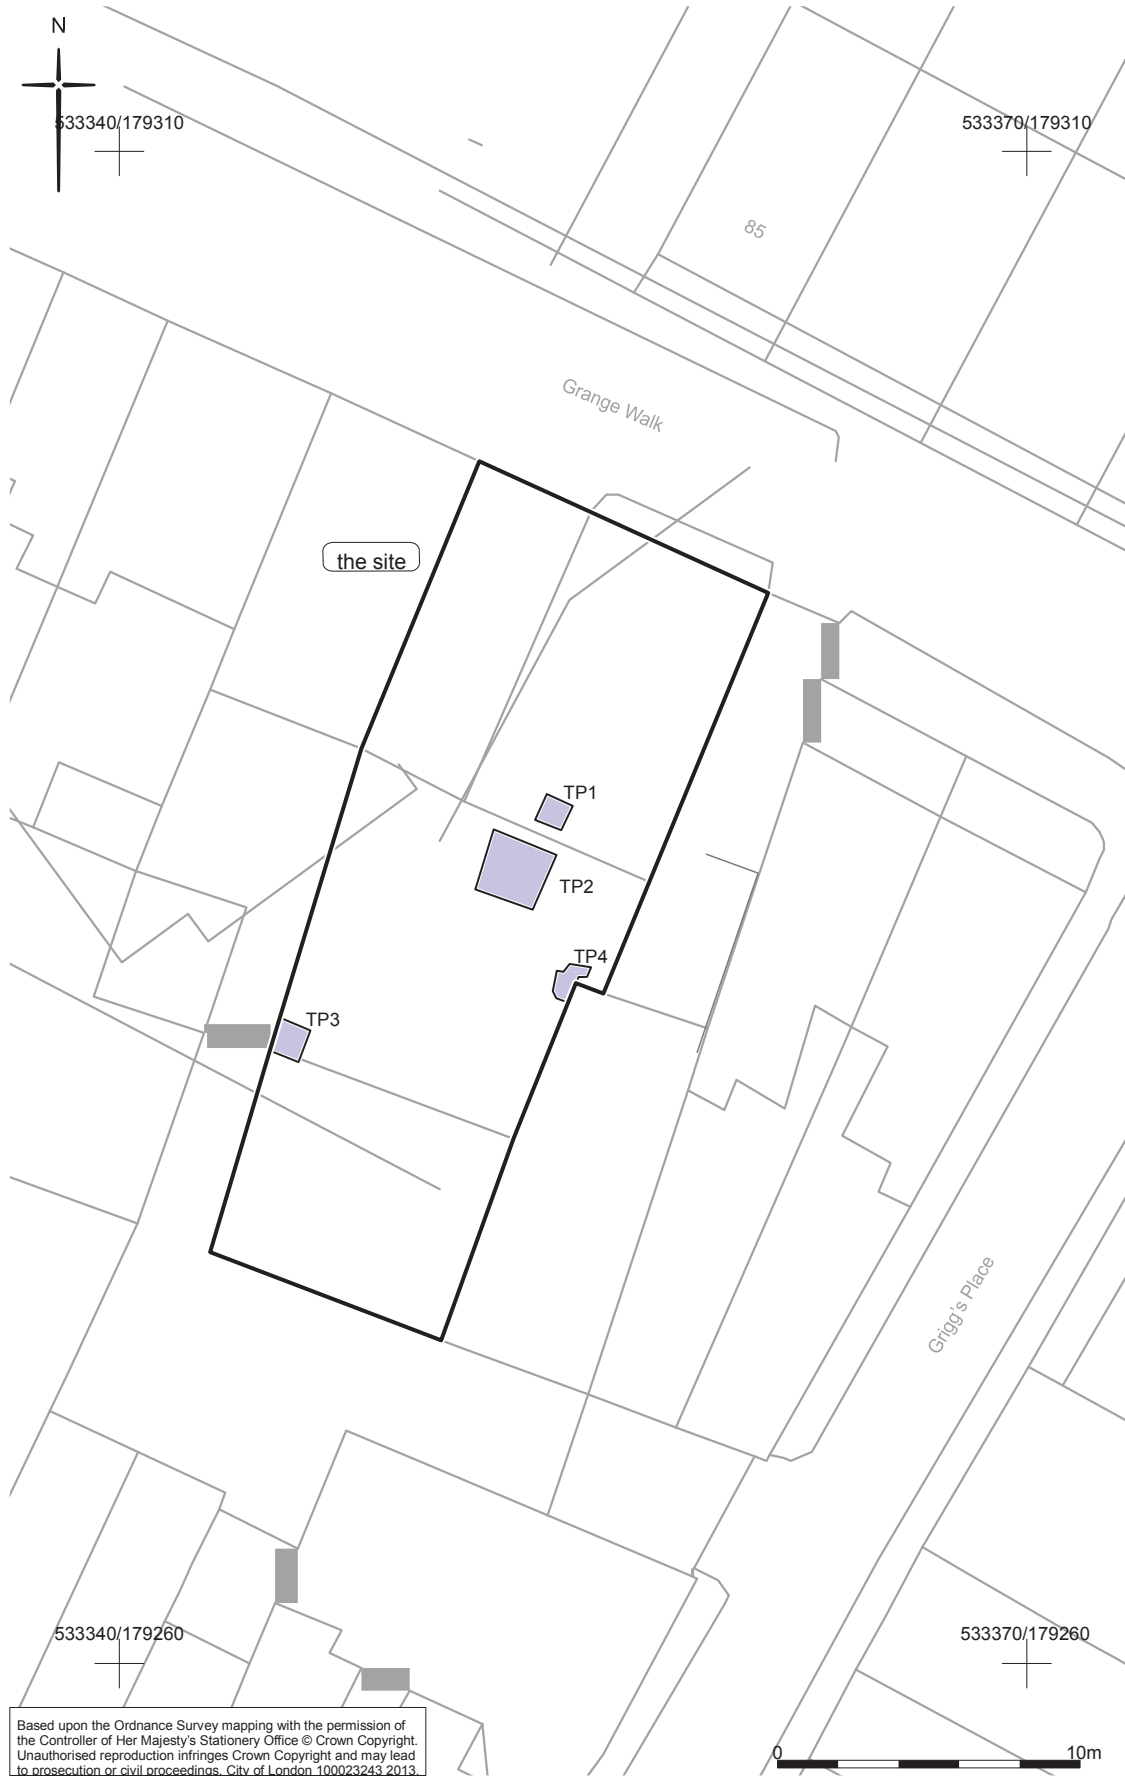 N
533340/179310
533370/179310
85
Grange Walk
the site
TP1
TP2
TP4
TP3
Grigg's Place
533340/179260
533370/179260
Based upon the Ordnance Survey mapping with the permission of
the Controller of Her Majesty's Stationery Office © Crown Copyright.
Unauthorised reproduction infringes Crown Copyright and may lead
to prosecution or civil proceedings. City of London 100023243 2013.
0
10m